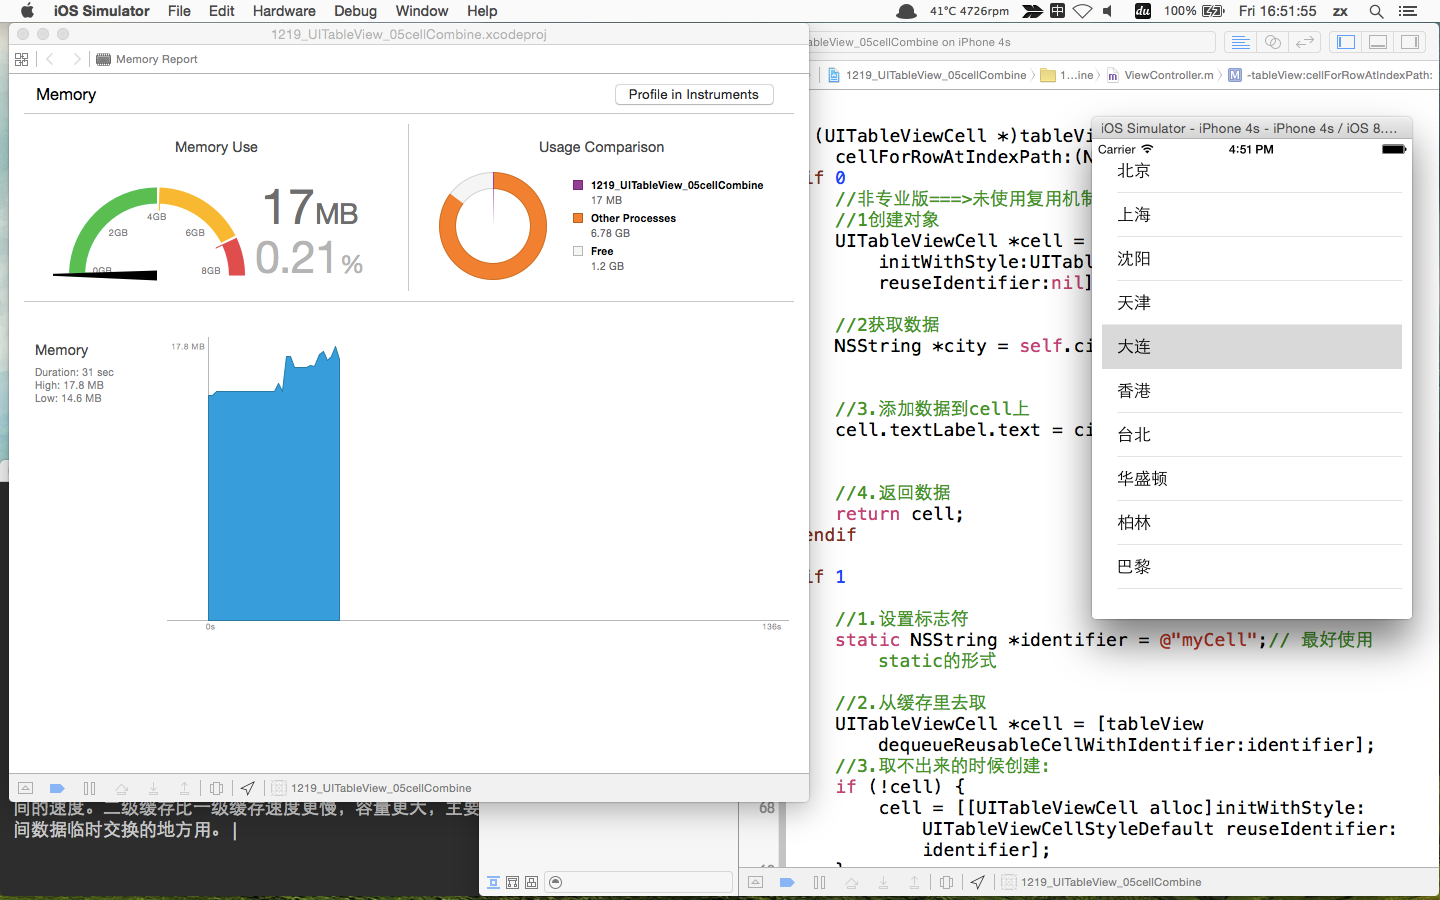 iOS Simulator File Edit Hardware Debug Window Help
41°C 4726rpm 中 du 100% Fri 16:51:55 zx
1219_UITableView_05cellCombine.xcodeproj
Memory Report
Memory
Profile in Instruments
Memory Use
0GB
2GB
4GB
6GB
8GB
17MB
0.21%
Usage Comparison
1219_UITableView_05cellCombine
17 MB
Other Processes
6.78 GB
Free
1.2 GB
Memory
Duration: 31 sec
High: 17.8 MB
Low: 14.6 MB
17.8 MB
0s
136s
1219_UITableView_05cellCombine
间的速度。二级缓存比一级缓存速度更慢，容量更大，主要
间数据临时交换的地方用。
ableView_05cellCombine on iPhone 4s
1219_UITableView_05cellCombine 1...ine ViewController.m M -tableView:cellForRowAtIndexPath:
(UITableViewCell *)tableVi
cellForRowAtIndexPath:(N
if 0
//非专业版===>未使用复用机制
//1创建对象
UITableViewCell *cell =
initWithStyle:UITabl
reuseIdentifier:nil]
//2获取数据
NSString *city = self.ci
//3.添加数据到cell上
cell.textLabel.text = ci
//4.返回数据
return cell;
endif
if 1
//1.设置标志符
static NSString *identifier = @"myCell";// 最好使用
static的形式
//2.从缓存里去取
UITableViewCell *cell = [tableView
dequeueReusableCellWithIdentifier:identifier];
//3.取不出来的时候创建:
if (!cell) {
68
cell = [[UITableViewCell alloc]initWithStyle:
UITableViewCellStyleDefault reuseIdentifier:
identifier];
1219_UITableView_05cellCombine
iOS Simulator - iPhone 4s - iPhone 4s / iOS 8....
Carrier 4:51 PM
北京
上海
沈阳
天津
大连
香港
台北
华盛顿
柏林
巴黎